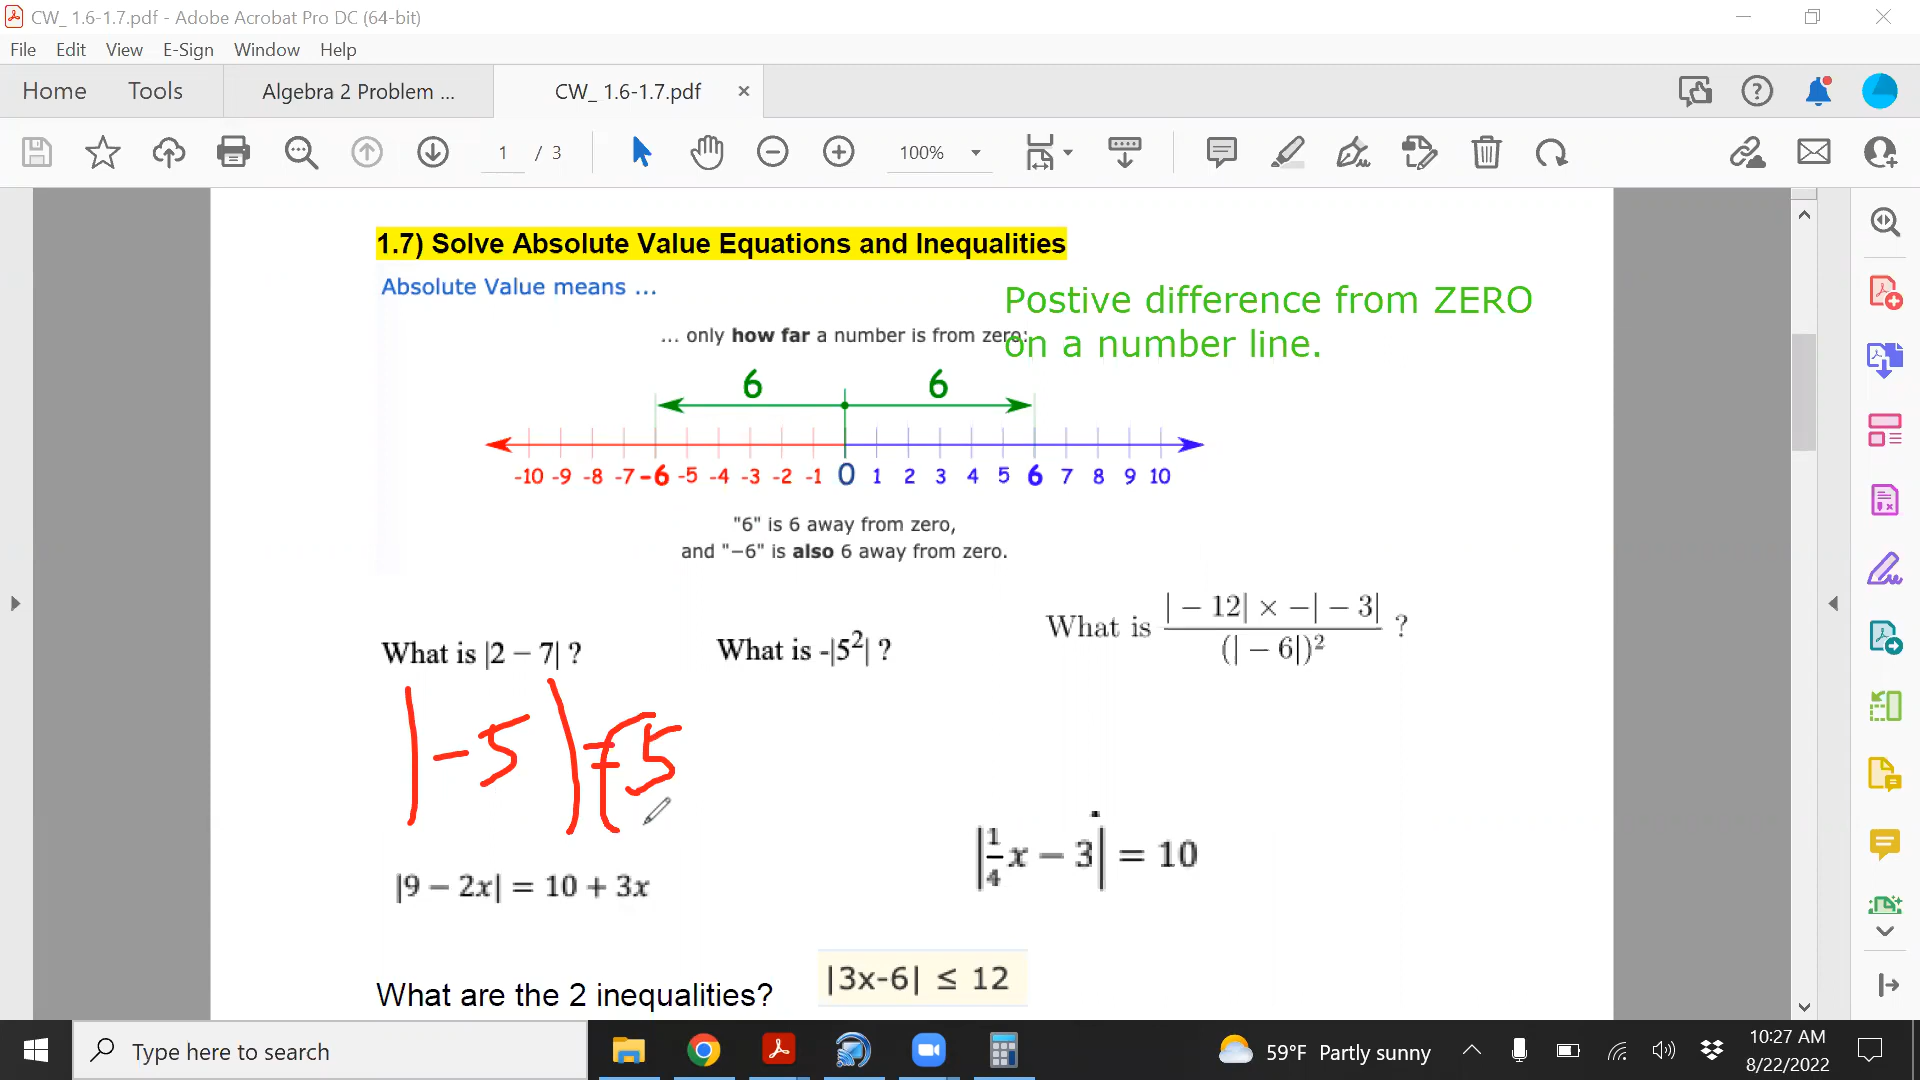 CW_ 1.6-1.7.pdf - Adobe Acrobat Pro DC (64-bit)
File Edit View E-Sign Window Help
Home Tools Algebra 2 Problem ... CW_ 1.6-1.7.pdf ×
1 / 3 100%
1.7) Solve Absolute Value Equations and Inequalities
Absolute Value means ...
Postive difference from ZERO
on a number line.
... only how far a number is from zero:
6 6
-10 -9 -8 -7 -6 -5 -4 -3 -2 -1 0 1 2 3 4 5 6 7 8 9 10
"6" is 6 away from zero,
and "−6" is also 6 away from zero.
What is |2 − 7| ?
What is -|5²| ?
What is |− 12| × −|− 3| / (|− 6|)² ?
|-5| = 5
|9 − 2x| = 10 + 3x
|1/4 x − 3| = 10
What are the 2 inequalities?
|3x-6| ≤ 12
Type here to search
59°F Partly sunny
10:27 AM
8/22/2022